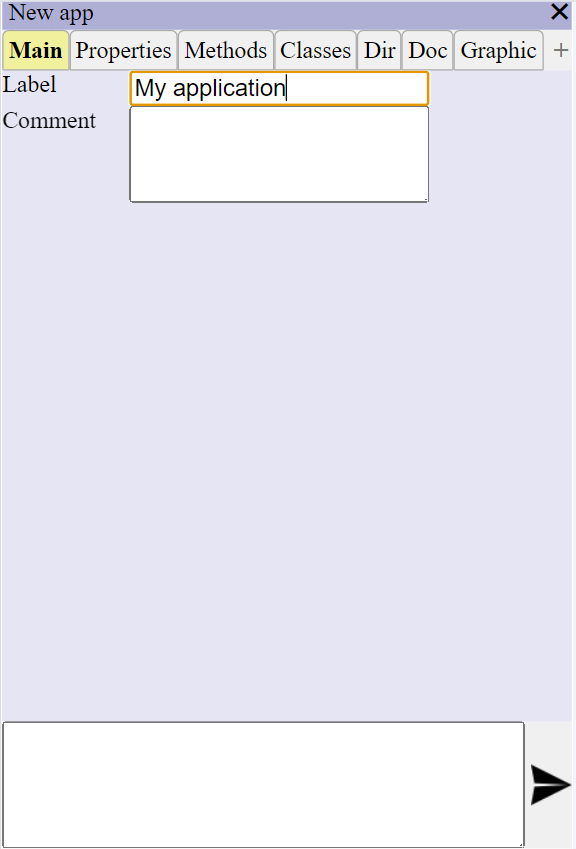 New app
Main Properties Methods Classes Dir Doc Graphic +
Label My application
Comment